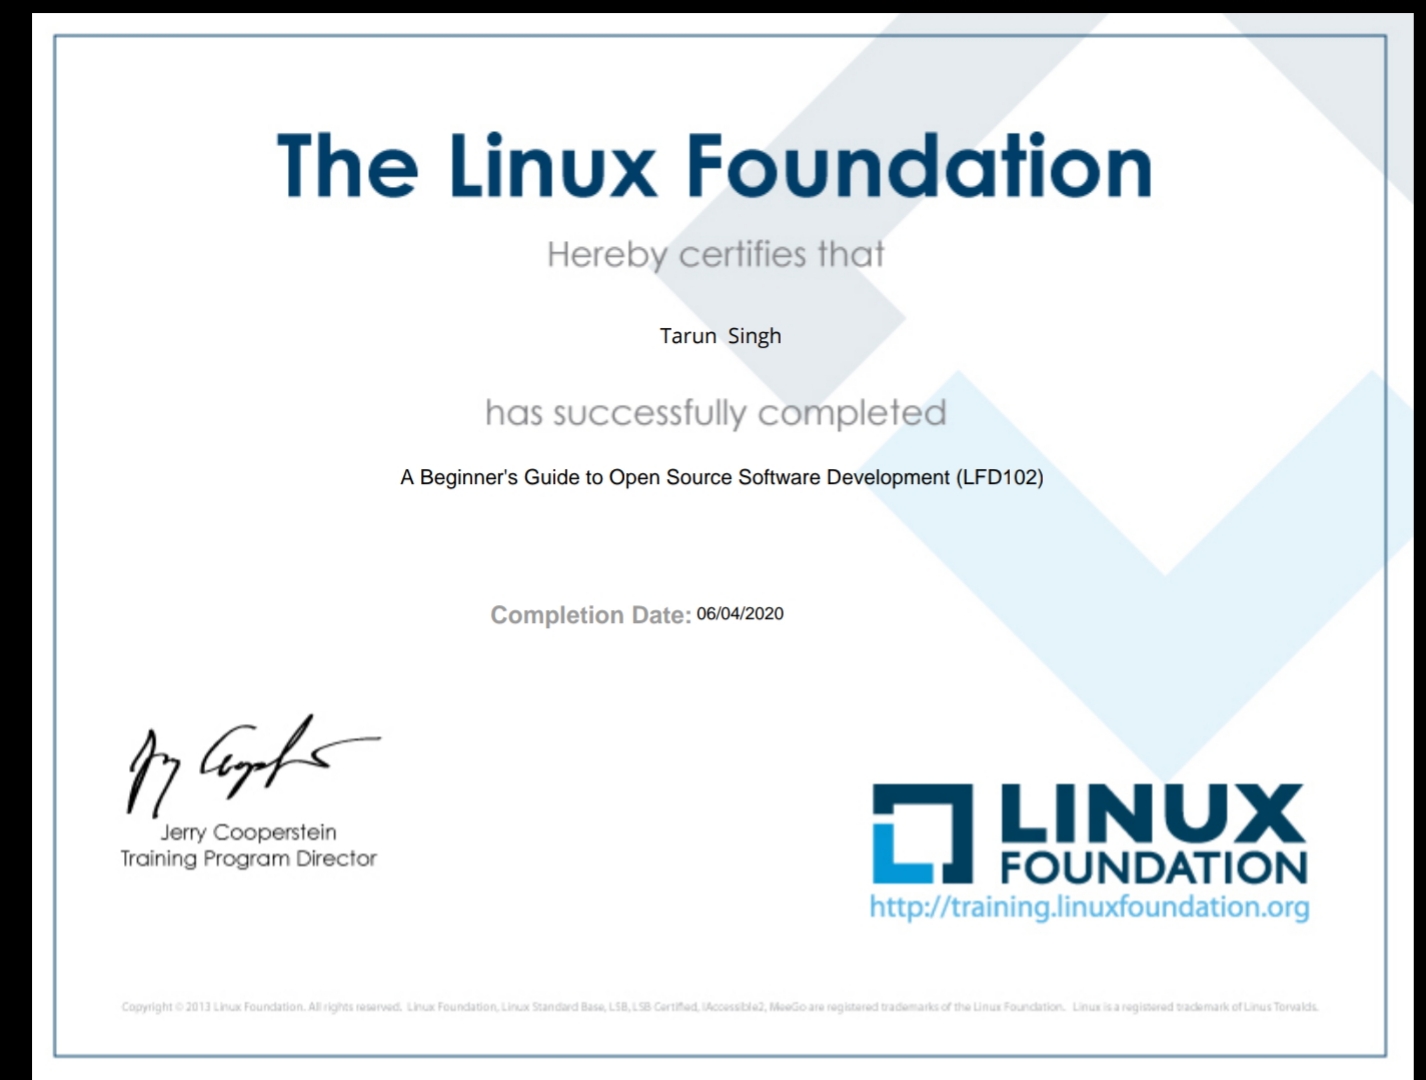 The Linux Foundation
Hereby certifies that
Tarun Singh
has successfully completed
A Beginner's Guide to Open Source Software Development (LFD102)
Completion Date: 06/04/2020
Jerry Cooperstein
Training Program Director
LINUX
FOUNDATION
http://training.linuxfoundation.org
Copyright © 2013 Linux Foundation. All rights reserved. Linux Foundation, Linux Standard Base, LSB, LSB Certified, IAccessible2, MeeGo are registered trademarks of the Linux Foundation. Linux is a registered trademark of Linus Torvalds.